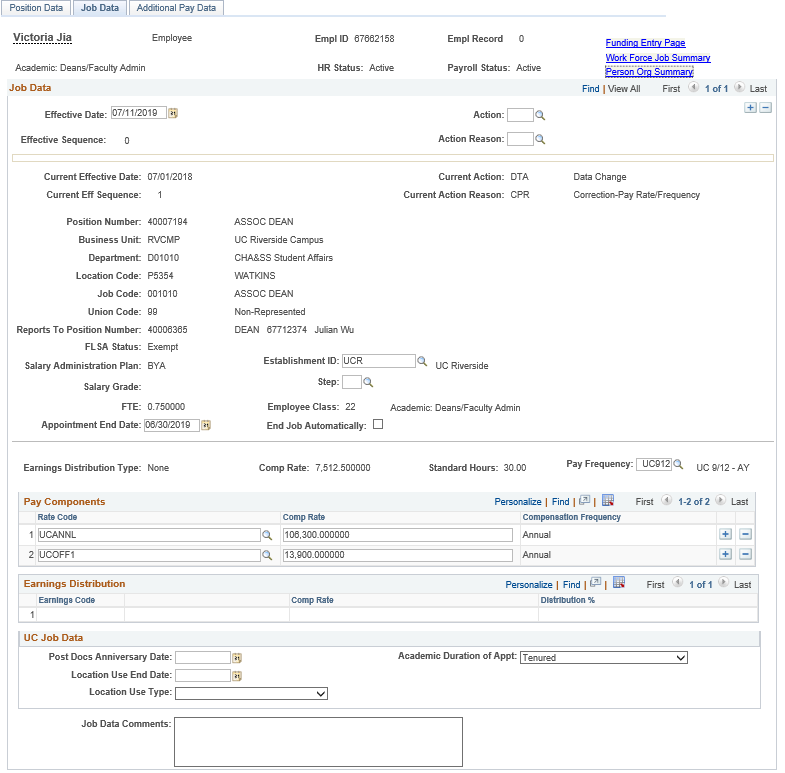 Position Data Job Data Additional Pay Data
Victoria Jia Employee Empl ID 67662158 Empl Record 0 Funding Entry Page
Work Force Job Summary
Academic: Deans/Faculty Admin HR Status: Active Payroll Status: Active Person Org Summary
Job Data Find | View All First 1 of 1 Last
Effective Date: 07/11/2019 Action:
Effective Sequence: 0 Action Reason:
Current Effective Date: 07/01/2018 Current Action: DTA Data Change
Current Eff Sequence: 1 Current Action Reason: CPR Correction-Pay Rate/Frequency
Position Number: 40007194 ASSOC DEAN
Business Unit: RVCMP UC Riverside Campus
Department: D01010 CHA&SS Student Affairs
Location Code: P5354 WATKINS
Job Code: 001010 ASSOC DEAN
Union Code: 99 Non-Represented
Reports To Position Number: 40006365 DEAN 67712374 Julian Wu
FLSA Status: Exempt
Salary Administration Plan: BYA Establishment ID: UCR UC Riverside
Salary Grade: Step:
FTE: 0.750000 Employee Class: 22 Academic: Deans/Faculty Admin
Appointment End Date: 06/30/2019 End Job Automatically:
Earnings Distribution Type: None Comp Rate: 7,512.500000 Standard Hours: 30.00 Pay Frequency: UC912 UC 9/12 - AY
Pay Components Personalize | Find | | First 1-2 of 2 Last
Rate Code Comp Rate Compensation Frequency
1 UCANNL 106,300.000000 Annual
2 UCOFF1 13,900.000000 Annual
Earnings Distribution Personalize | Find | | First 1 of 1 Last
Earnings Code Comp Rate Distribution %
1
UC Job Data
Post Docs Anniversary Date: Academic Duration of Appt: Tenured
Location Use End Date:
Location Use Type:
Job Data Comments: